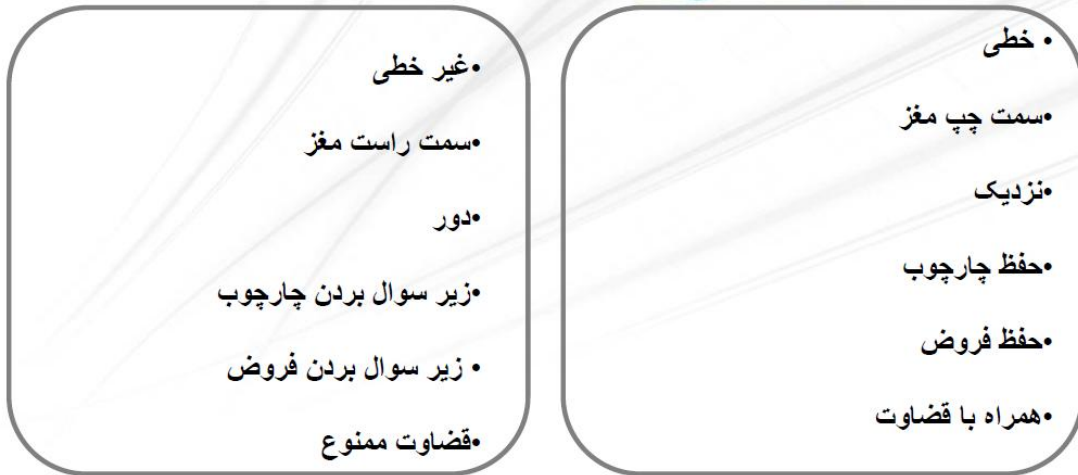 • خطی
•سمت چپ مغز
•نزدیک
•حفظ چارچوب
•حفظ فروض
•همراه با قضاوت
•غیر خطی
•سمت راست مغز
•دور
•زیر سوال بردن چارچوب
• زیر سوال بردن فروض
•قضاوت ممنوع